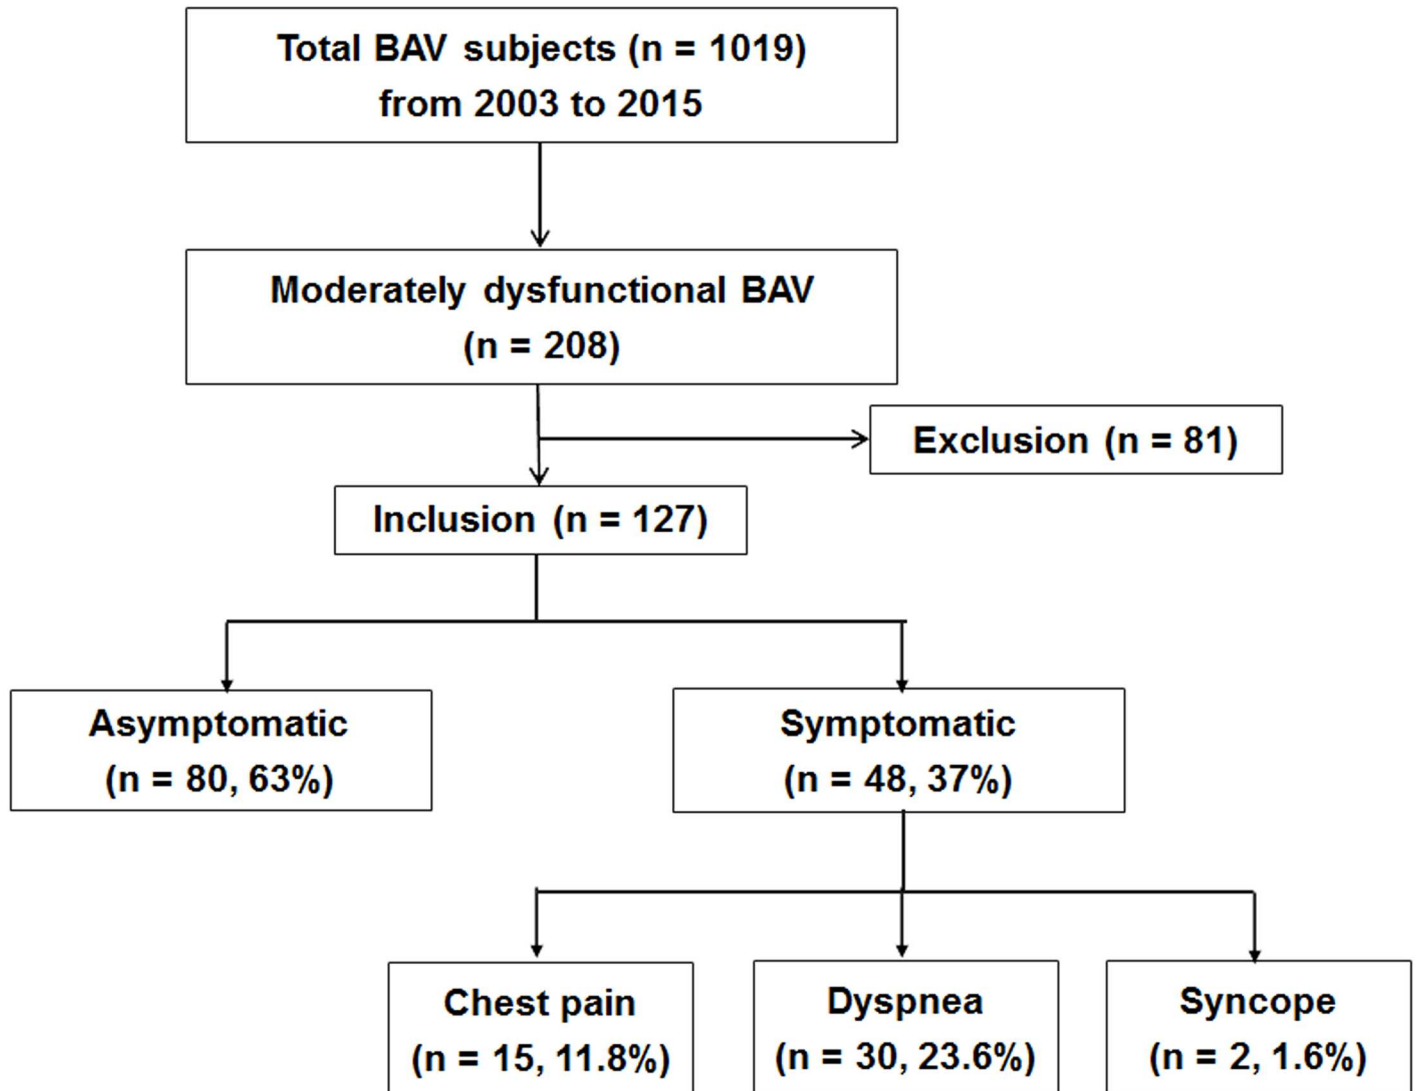 Total BAV subjects (n = 1019)
from 2003 to 2015
Moderately dysfunctional BAV
(n = 208)
Exclusion (n = 81)
Inclusion (n = 127)
Asymptomatic
(n = 80, 63%)
Symptomatic
(n = 48, 37%)
Chest pain
(n = 15, 11.8%)
Dyspnea
(n = 30, 23.6%)
Syncope
(n = 2, 1.6%)